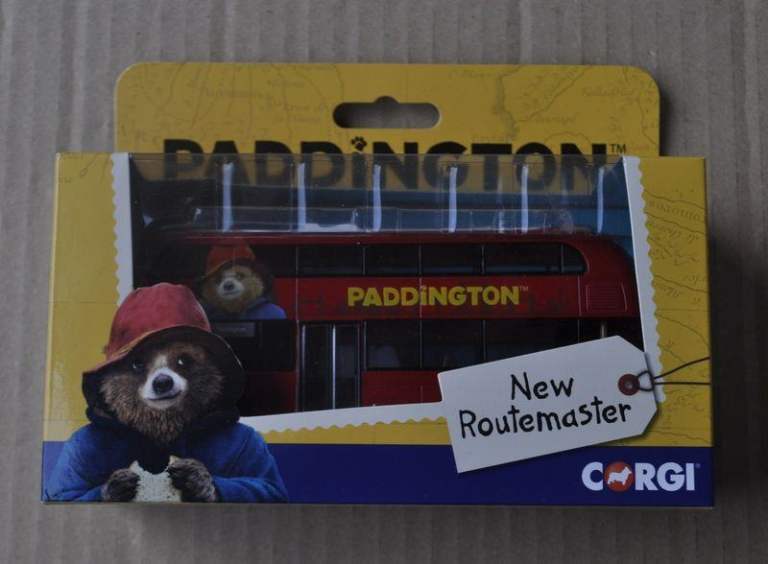 PADDiNGTON™
PADDiNGTON™
New
Routemaster
CORGI